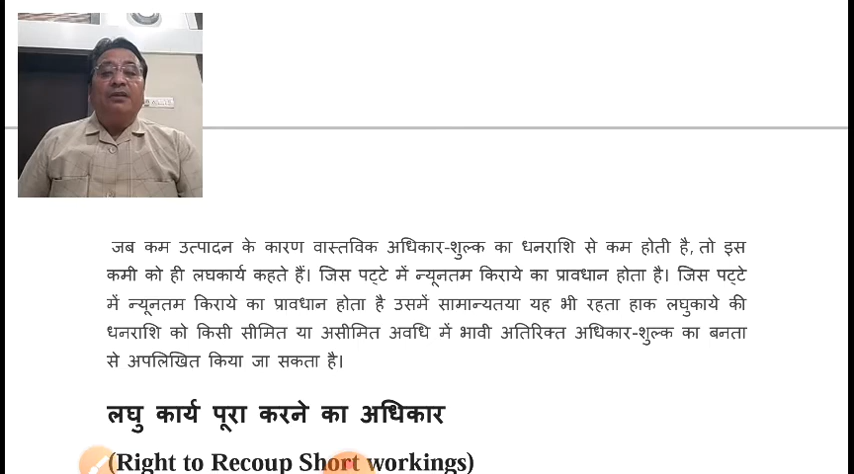 जब कम उत्पादन के कारण वास्तविक अधिकार-शुल्क का धनराशि से कम होती है, तो इस
कमी को ही लघकार्य कहते हैं। जिस पट्टे में न्यूनतम किराये का प्रावधान होता है। जिस पट्टे
में न्यूनतम किराये का प्रावधान होता है उसमें सामान्यतया यह भी रहता हाक लघुकाये की
धनराशि को किसी सीमित या असीमित अवधि में भावी अतिरिक्त अधिकार-शुल्क का बनता
से अपलिखित किया जा सकता है।
लघु कार्य पूरा करने का अधिकार
(Right to Recoup Short workings)